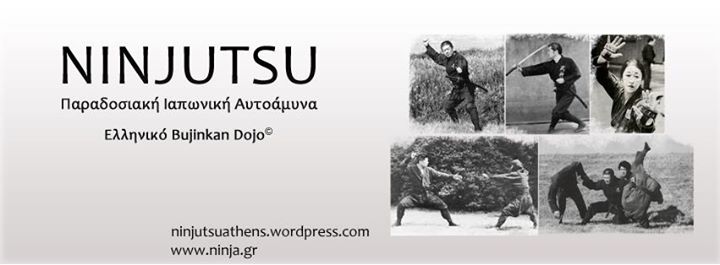 NINJUTSU
Παραδοσιακή Ιαπωνική Αυτοάμυνα
Ελληνικό Bujinkan Dojo©
ninjutsuathens.wordpress.com
www.ninja.gr